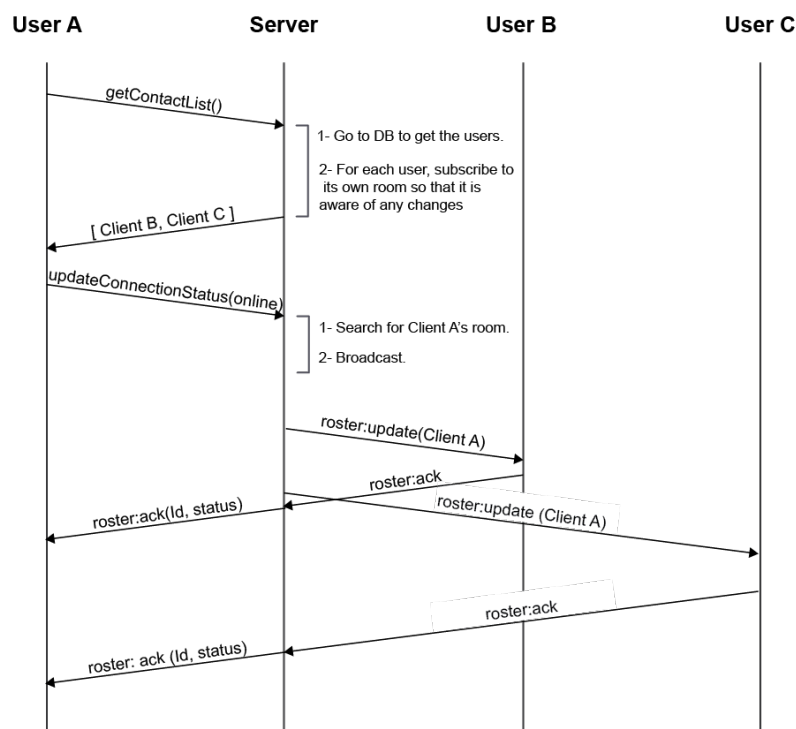 User A
Server
User B
User C
getContactList()
1- Go to DB to get the users.
2- For each user, subscribe to
its own room so that it is
aware of any changes
[ Client B, Client C ]
updateConnectionStatus(online)
1- Search for Client A's room.
2- Broadcast.
roster:update(Client A)
roster:ack
roster:ack(Id, status)
roster:update (Client A)
roster:ack
roster: ack (Id, status)